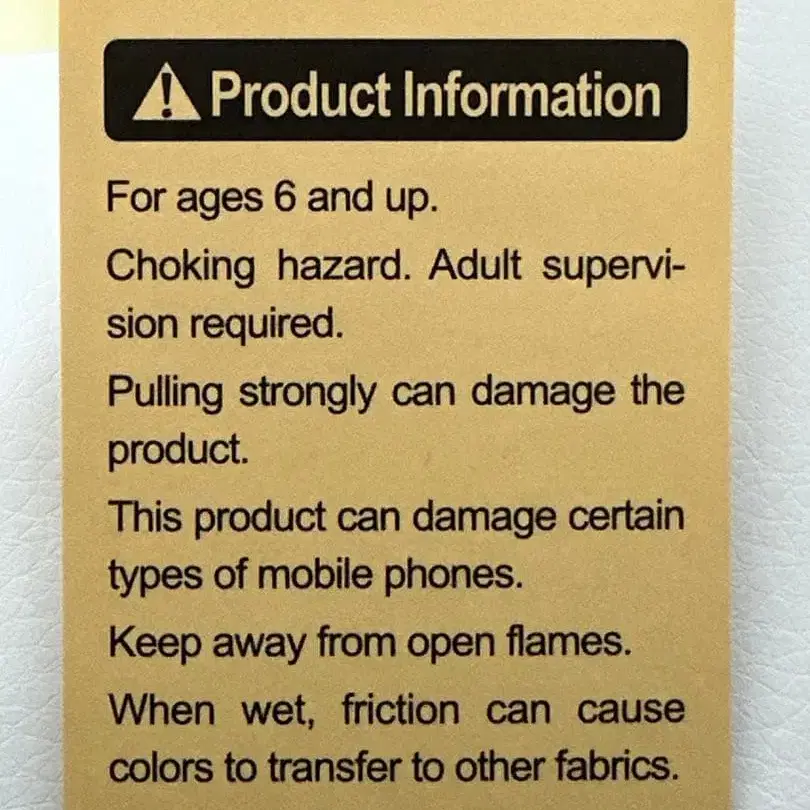 Product Information
For ages 6 and up.
Choking hazard. Adult supervi-
sion required.
Pulling strongly can damage the
product.
This product can damage certain
types of mobile phones.
Keep away from open flames.
When wet, friction can cause
colors to transfer to other fabrics.